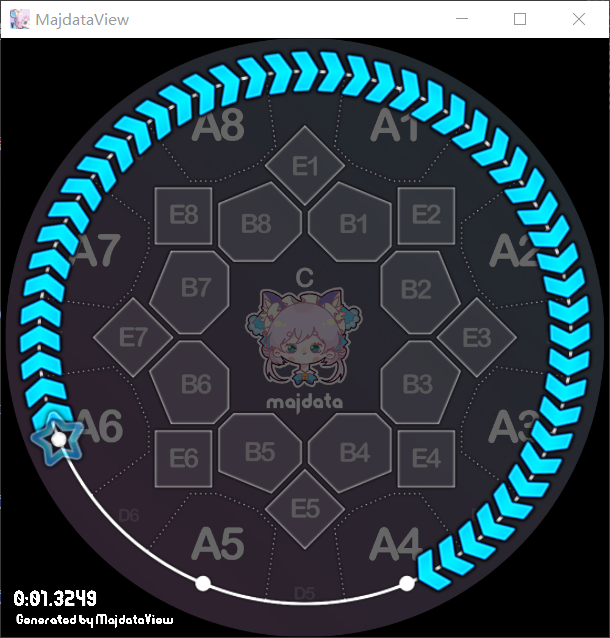 MajdataView
A8 A1
E1
E8 B8 B1 E2
A7 A2
C
B7 B2
E7 E3
B6 B3
majdata
A6 A3
B5 B4
E6 E4
E5
D6
A5 A4
D5
0:01.3249
Generated by MajdataView